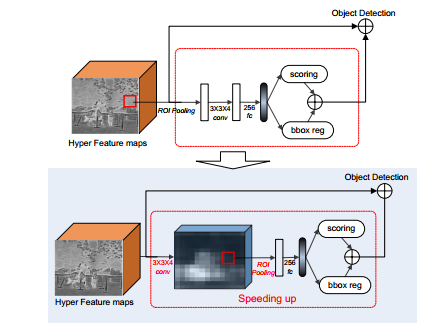 Object Detection
scoring
ROI Pooling
3X3X4
conv
256
fc
bbox reg
Hyper Feature maps
Object Detection
scoring
3X3X4
conv
ROI
Pooling
256
fc
bbox reg
Hyper Feature maps
Speeding up